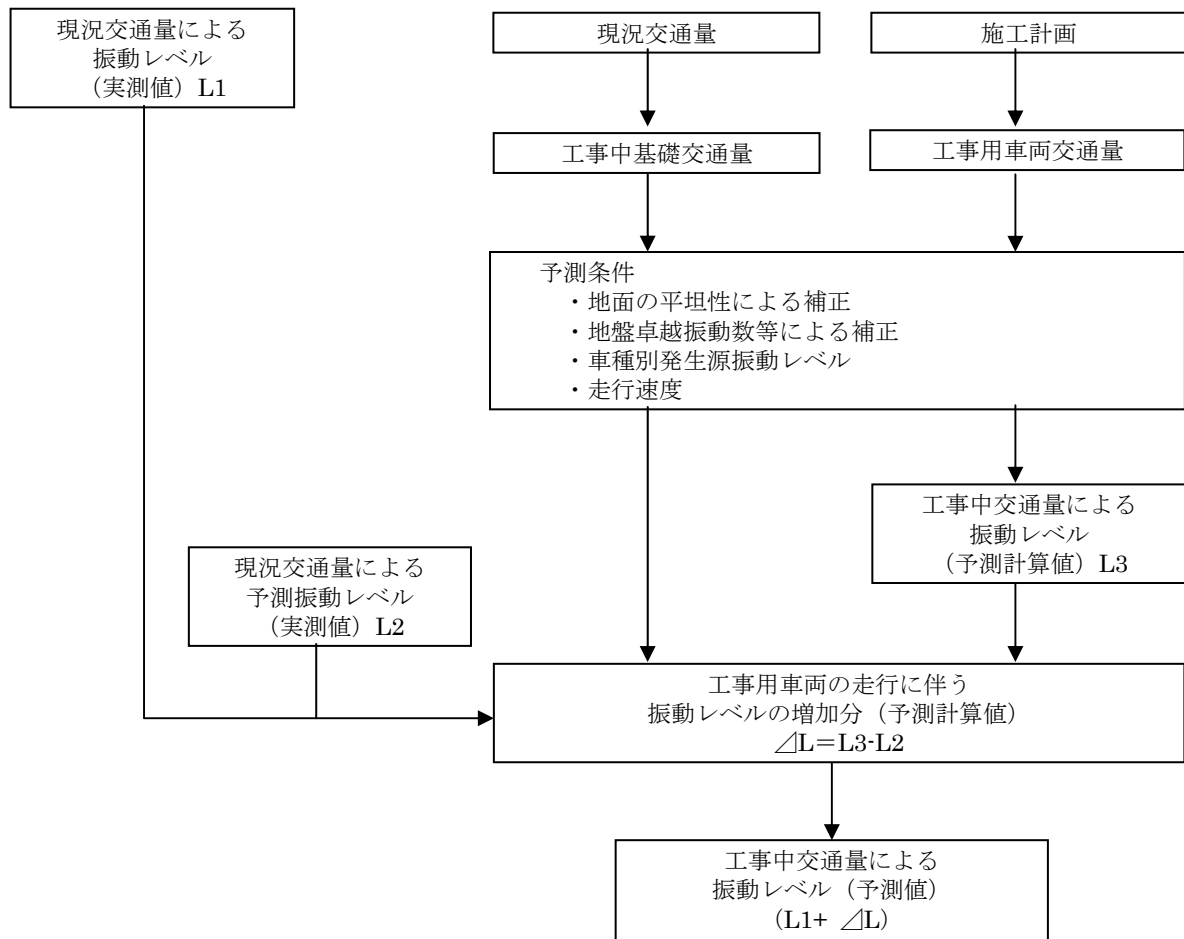 現況交通量による
振動レベル
（実測値）L1
現況交通量
施工計画
工事中基礎交通量
工事用車両交通量
予測条件
・地面の平坦性による補正
・地盤卓越振動数等による補正
・車種別発生源振動レベル
・走行速度
工事中交通量による
振動レベル
（予測計算値）L3
現況交通量による
予測振動レベル
（実測値）L2
工事用車両の走行に伴う
振動レベルの増加分（予測計算値）
⊿L＝L3-L2
工事中交通量による
振動レベル（予測値）
(L1+ ⊿L）